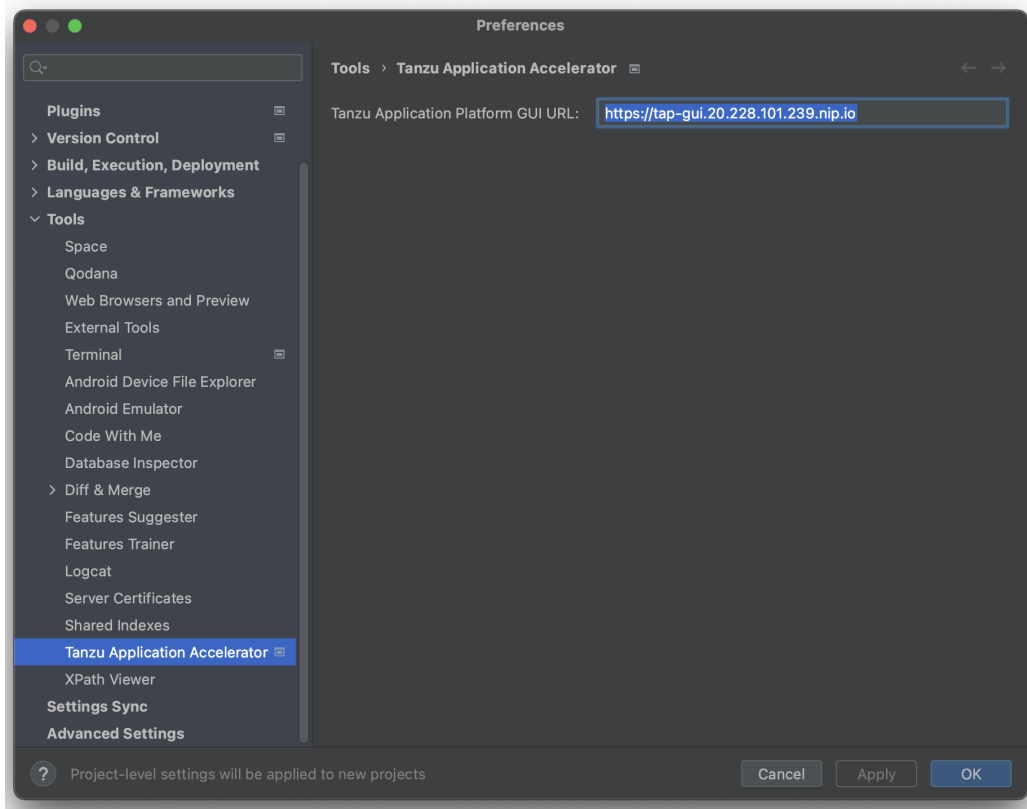 Preferences
Plugins
Version Control
Build, Execution, Deployment
Languages & Frameworks
Tools
Space
Qodana
Web Browsers and Preview
External Tools
Terminal
Android Device File Explorer
Android Emulator
Code With Me
Database Inspector
Diff & Merge
Features Suggester
Features Trainer
Logcat
Server Certificates
Shared Indexes
Tanzu Application Accelerator
XPath Viewer
Settings Sync
Advanced Settings
Tools › Tanzu Application Accelerator
Tanzu Application Platform GUI URL: https://tap-gui.20.228.101.239.nip.io
? Project-level settings will be applied to new projects
Cancel Apply OK